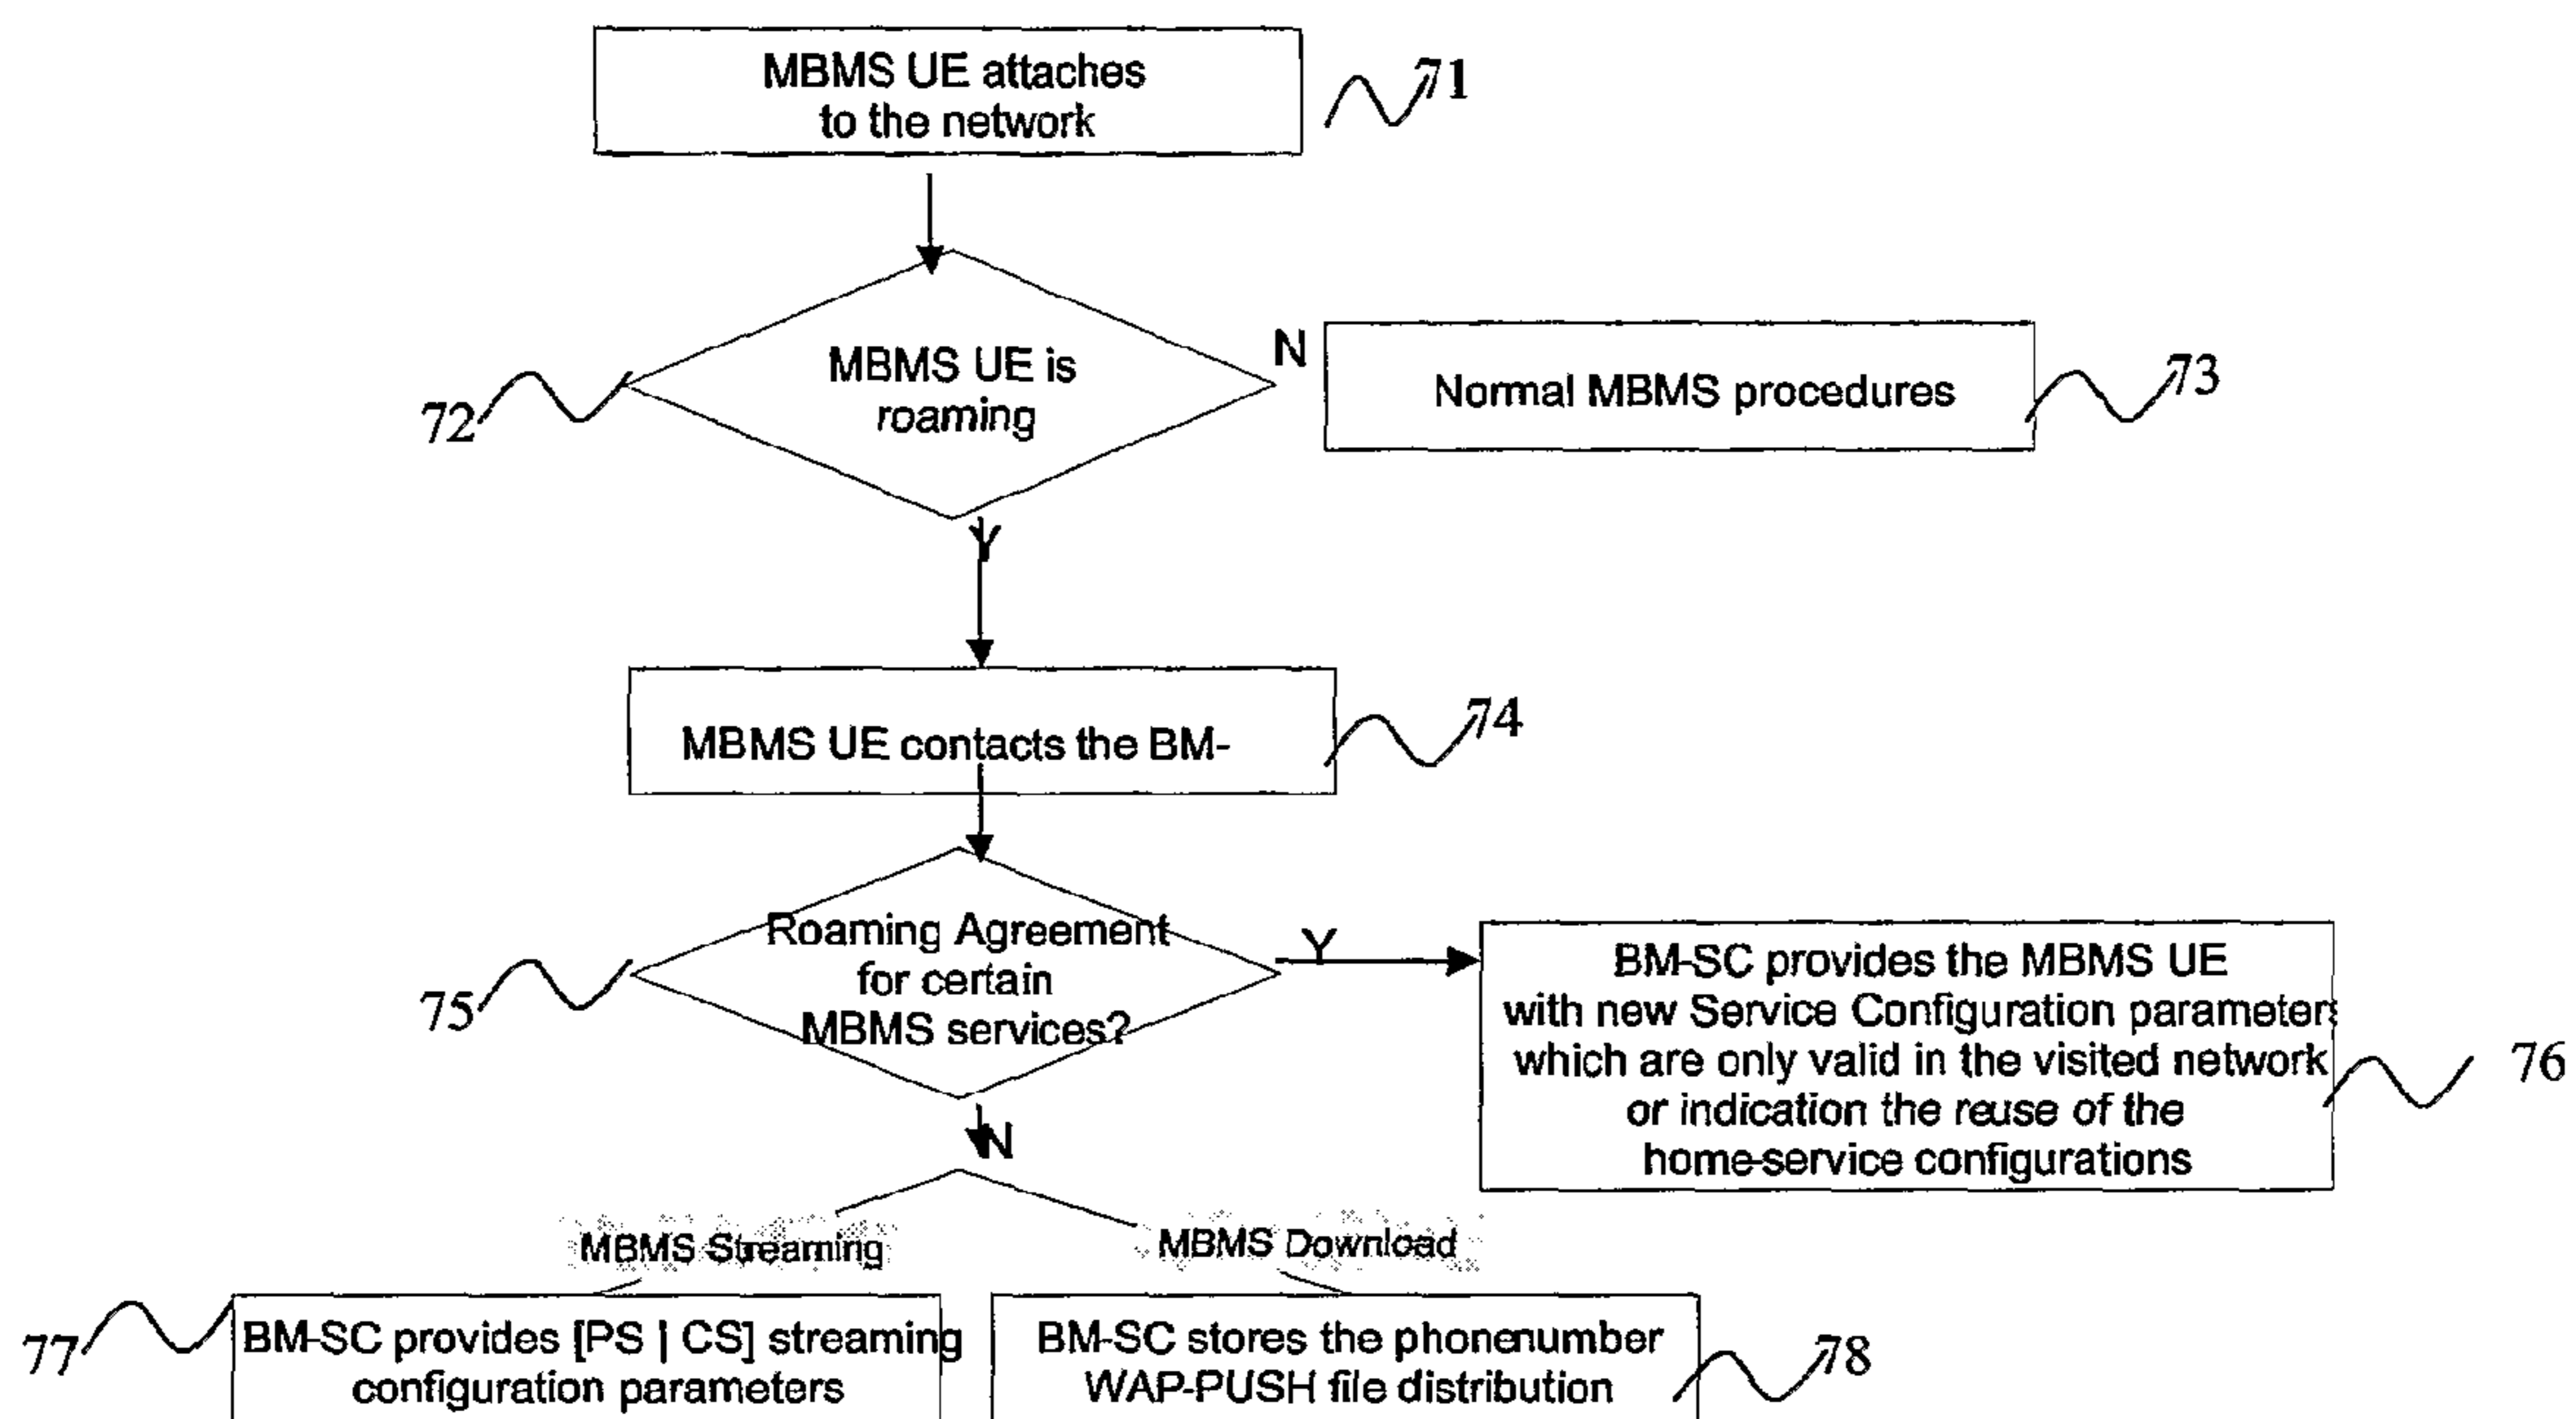 MBMS UE attaches
to the network
71
MBMS UE is
roaming
72
N
Normal MBMS procedures
73
Y
MBMS UE contacts the BM-
74
Roaming Agreement
for certain
MBMS services?
75
Y
BM-SC provides the MBMS UE
with new Service Configuration parameters
which are only valid in the visited network
or indication the reuse of the
home-service configurations
76
N
MBMS Streaming
MBMS Download
77
BM-SC provides [PS | CS] streaming
configuration parameters
BM-SC stores the phonenumber
WAP-PUSH file distribution
78